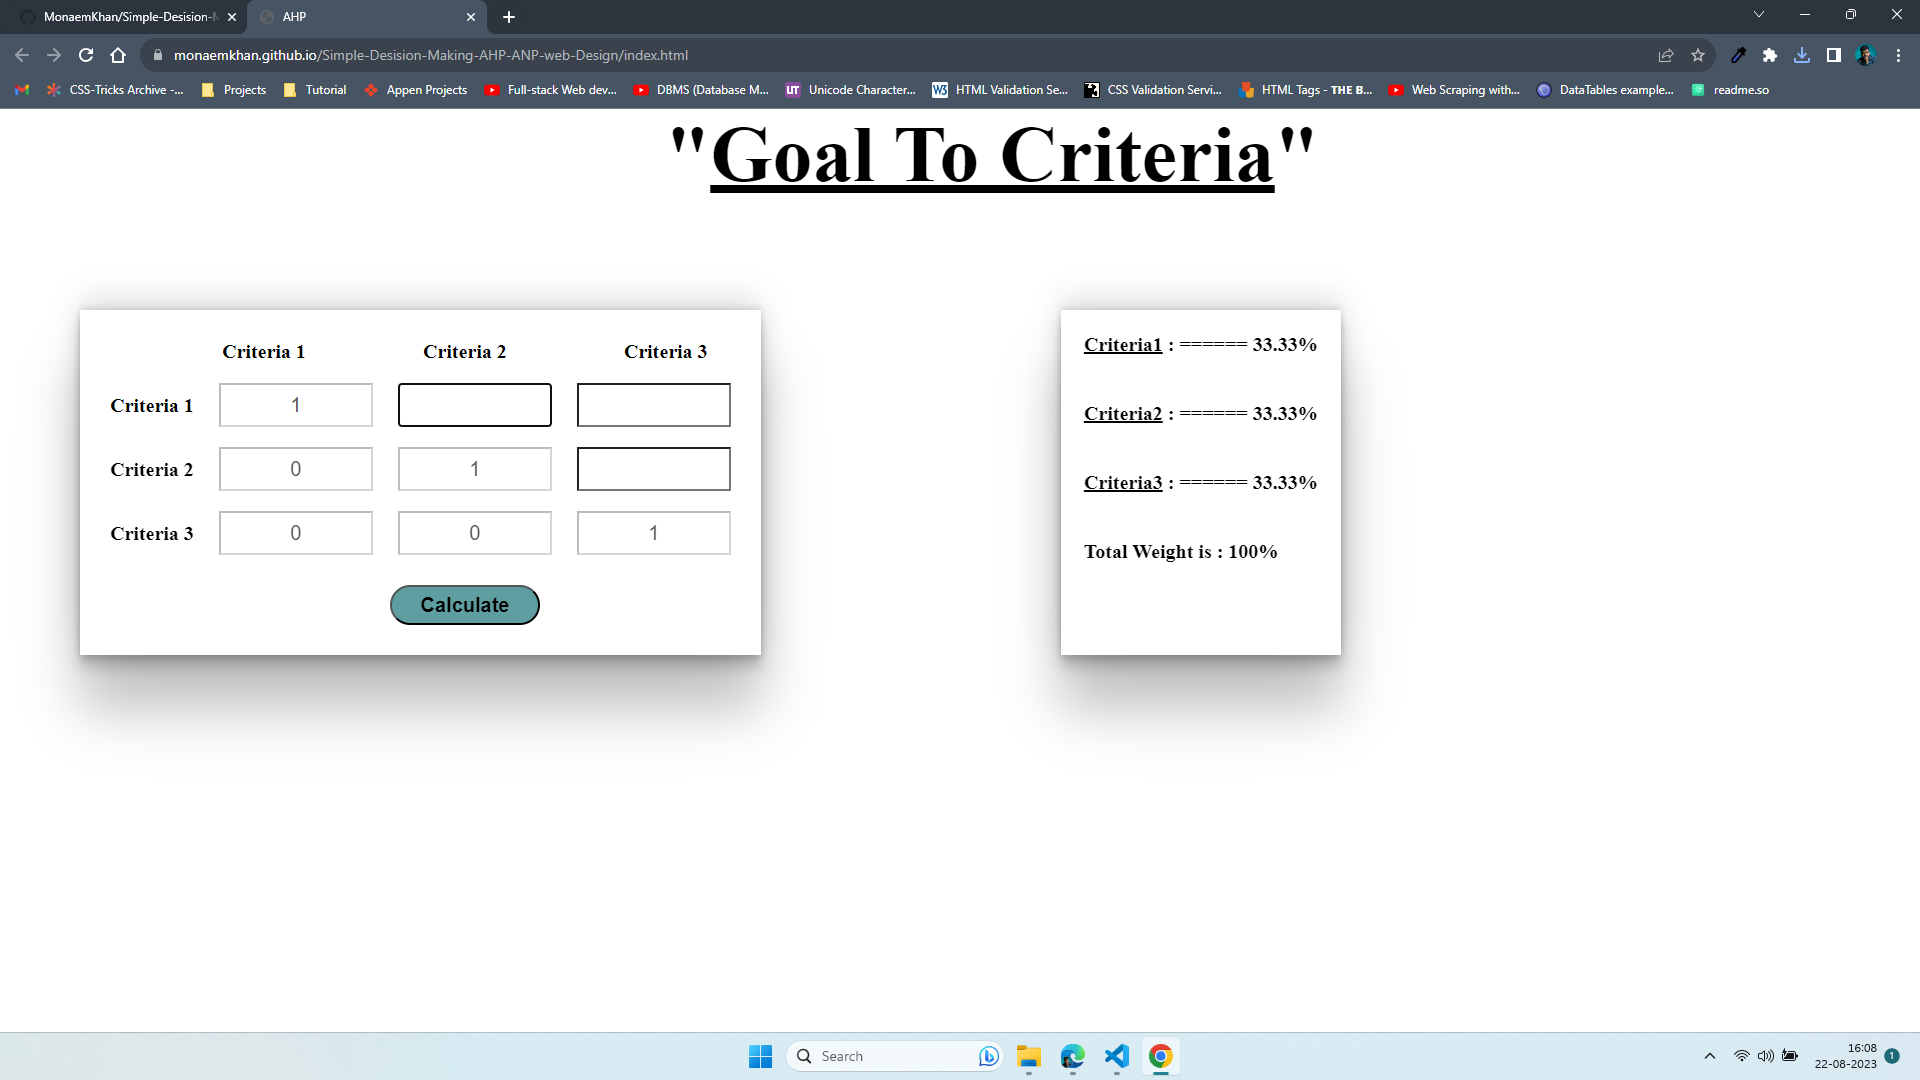 MonaemKhan/Simple-Desision-M
AHP
monaemkhan.github.io/Simple-Desision-Making-AHP-ANP-web-Design/index.html
CSS-Tricks Archive -... Projects Tutorial Appen Projects Full-stack Web dev... DBMS (Database M... UT Unicode Character... W3 HTML Validation Se... CSS Validation Servi... HTML Tags - THE B... Web Scraping with... DataTables example... readme.so
"Goal To Criteria"
Criteria 1 Criteria 2 Criteria 3
Criteria 1 1
Criteria 2 0 1
Criteria 3 0 0 1
Calculate
Criteria1 : ====== 33.33%
Criteria2 : ====== 33.33%
Criteria3 : ====== 33.33%
Total Weight is : 100%
Search
16:08
22-08-2023
1